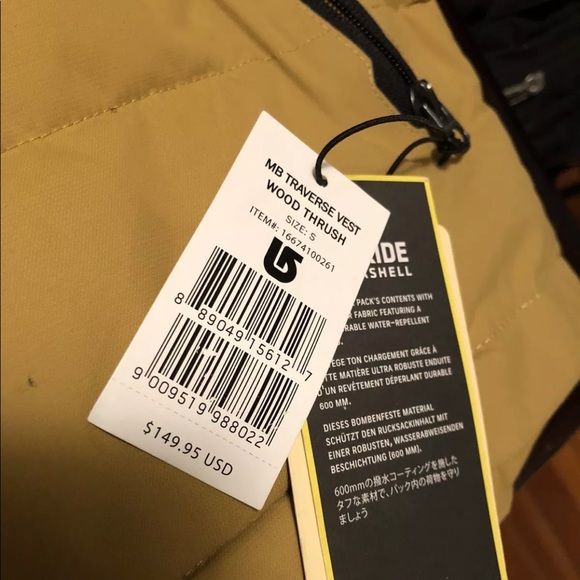 MB TRAVERSE VEST
WOOD THRUSH
SIZE: S
ITEM#: 16674100261
8 89049 15612 7
9 009519 988022
$149.95 USD
IDE
SHELL
PACK'S CONTENTS WITH
FABRIC FEATURING A
WATER-REPELLENT
TON CHARGEMENT GRÂCE À
MATIÈRE ULTRA ROBUSTE ENDUITE
D'UN REVÊTEMENT DÉPERLANT DURABLE
600 MM.
DIESES BOMBENFESTE MATERIAL
SCHÜTZT DEN RUCKSACKINHALT MIT
EINER ROBUSTEN, WASSERABWEISENDEN
BESCHICHTUNG (600 MM).
600mmの撥水コーティングを施した
タフな素材で、パック内の荷物を守り
ましょう